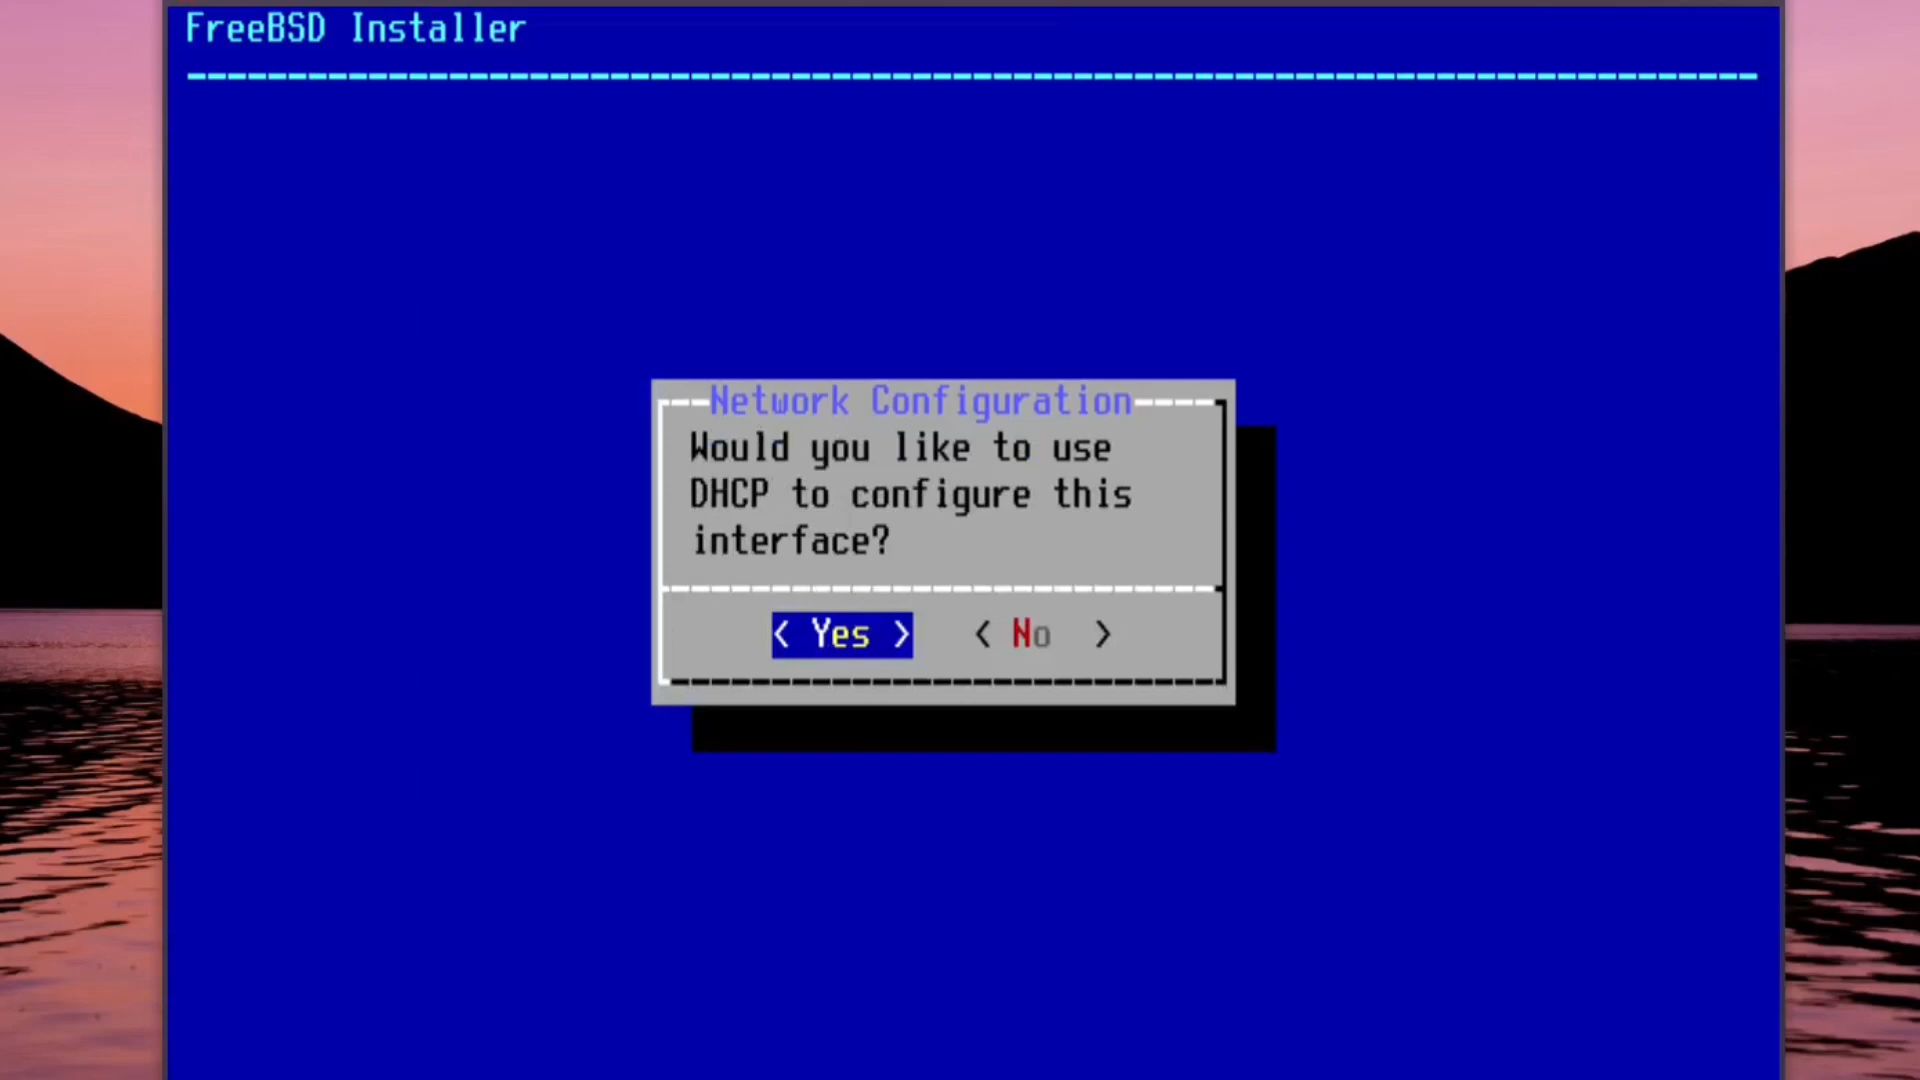 FreeBSD Installer
Network Configuration
Would you like to use
DHCP to configure this
interface?
< Yes > < No >